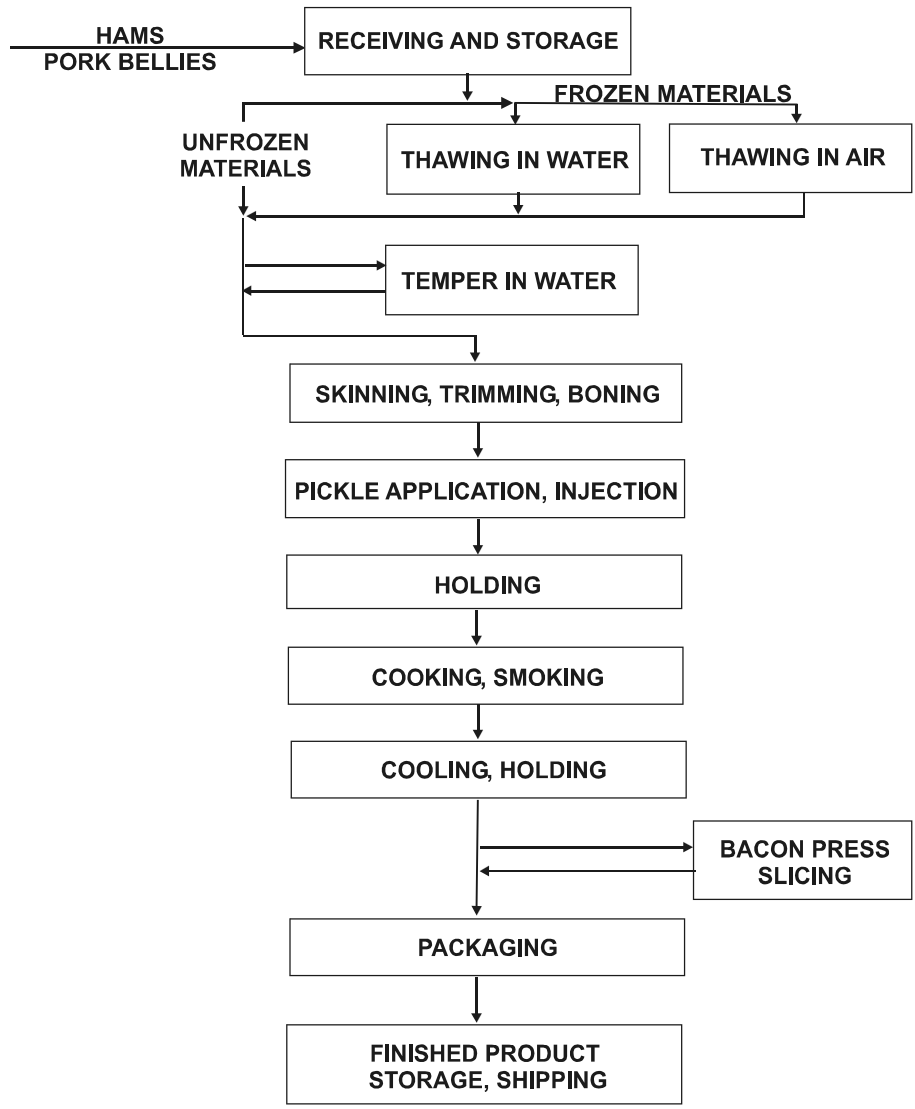 HAMS
PORK BELLIES
RECEIVING AND STORAGE
FROZEN MATERIALS
UNFROZEN
MATERIALS
THAWING IN WATER
THAWING IN AIR
TEMPER IN WATER
SKINNING, TRIMMING, BONING
PICKLE APPLICATION, INJECTION
HOLDING
COOKING, SMOKING
COOLING, HOLDING
BACON PRESS
SLICING
PACKAGING
FINISHED PRODUCT
STORAGE, SHIPPING